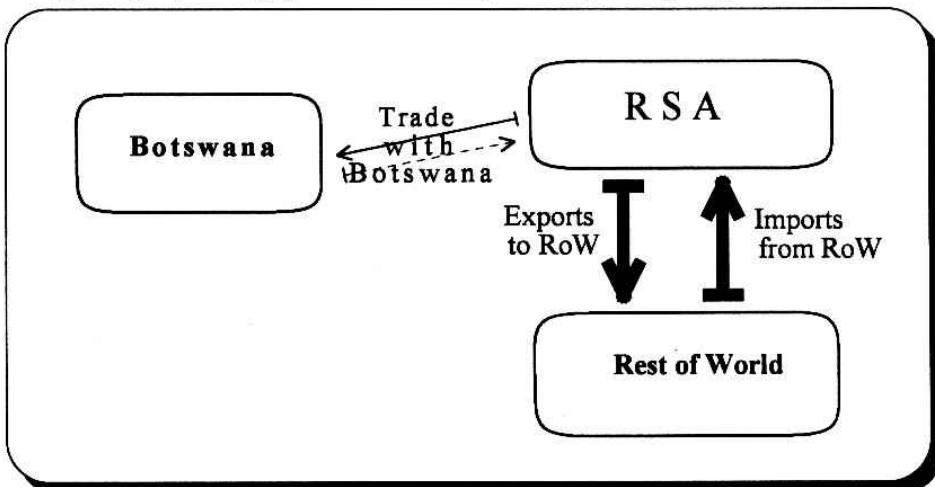 Botswana
Trade
with
Botswana
R S A
Exports
to RoW
Imports
from RoW
Rest of World